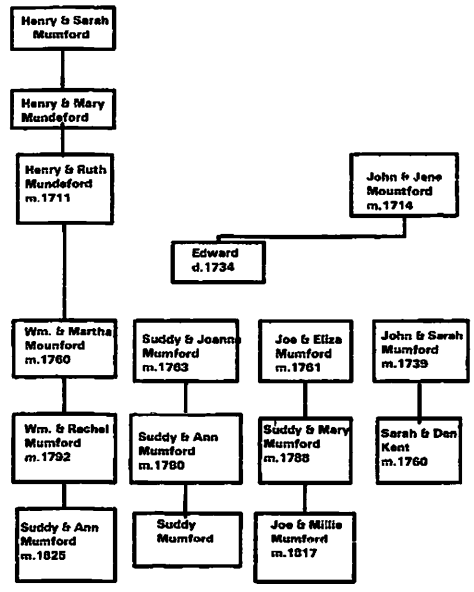 Henry & Sarah
Mumford
Henry & Mary
Mundeford
Henry & Ruth
Mundeford
m.1711
John & Jane
Mountford
m.1714
Edward
d.1734
Wm. & Martha
Mounford
m.1760
Suddy & Joanna
Mumford
m.1763
Joe & Eliza
Mumford
m.1761
John & Sarah
Mumford
m.1739
Wm. & Rachel
Mumford
m.1792
Suddy & Ann
Mumford
m.1780
Suddy & Mary
Mumford
m.1788
Sarah & Den
Kent
m.1760
Suddy & Ann
Mumford
m.1825
Suddy
Mumford
Joe & Millie
Mumford
m.1817